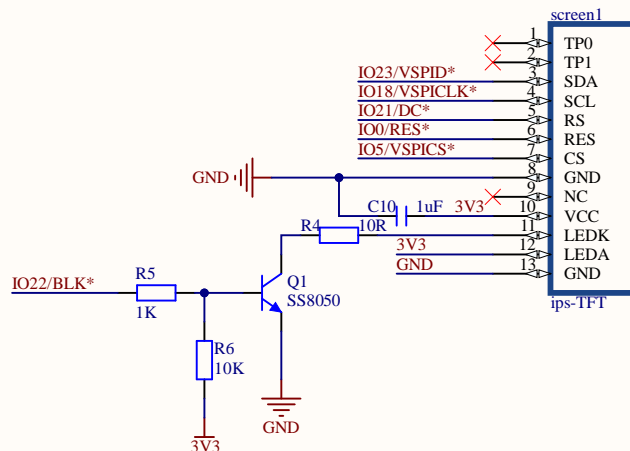 screen1
1 TP0
2 TP1
IO23/VSPID* 3 SDA
IO18/VSPICLK* 4 SCL
IO21/DC* 5 RS
IO0/RES* 6 RES
IO5/VSPICS* 7 CS
GND 8 GND
9 NC
C10 1uF 3V3 10 VCC
R4 10R 11 LEDK
3V3 12 LEDA
GND 13 GND
ips-TFT
IO22/BLK*
R5
1K
Q1
SS8050
R6
10K
3V3
GND